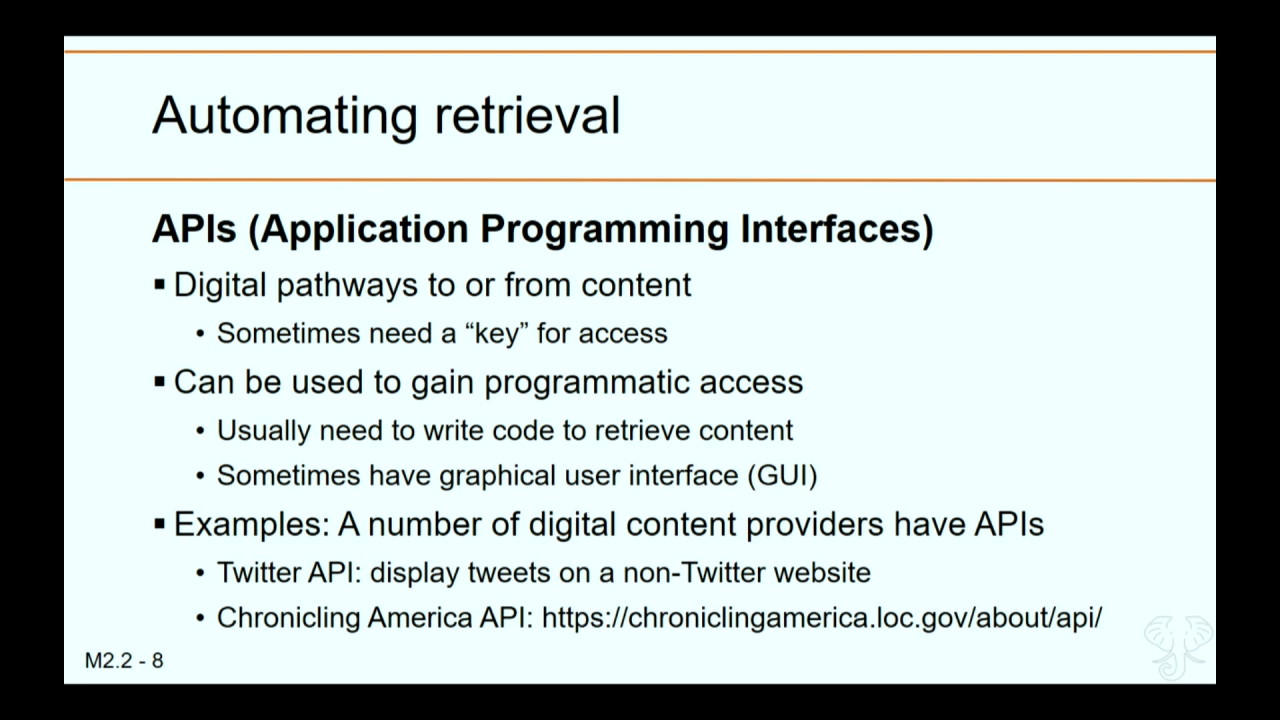 Automating retrieval
APIs (Application Programming Interfaces)
▪ Digital pathways to or from content
• Sometimes need a “key” for access
▪ Can be used to gain programmatic access
• Usually need to write code to retrieve content
• Sometimes have graphical user interface (GUI)
▪ Examples: A number of digital content providers have APIs
• Twitter API: display tweets on a non-Twitter website
• Chronicling America API: https://chroniclingamerica.loc.gov/about/api/
M2.2 - 8